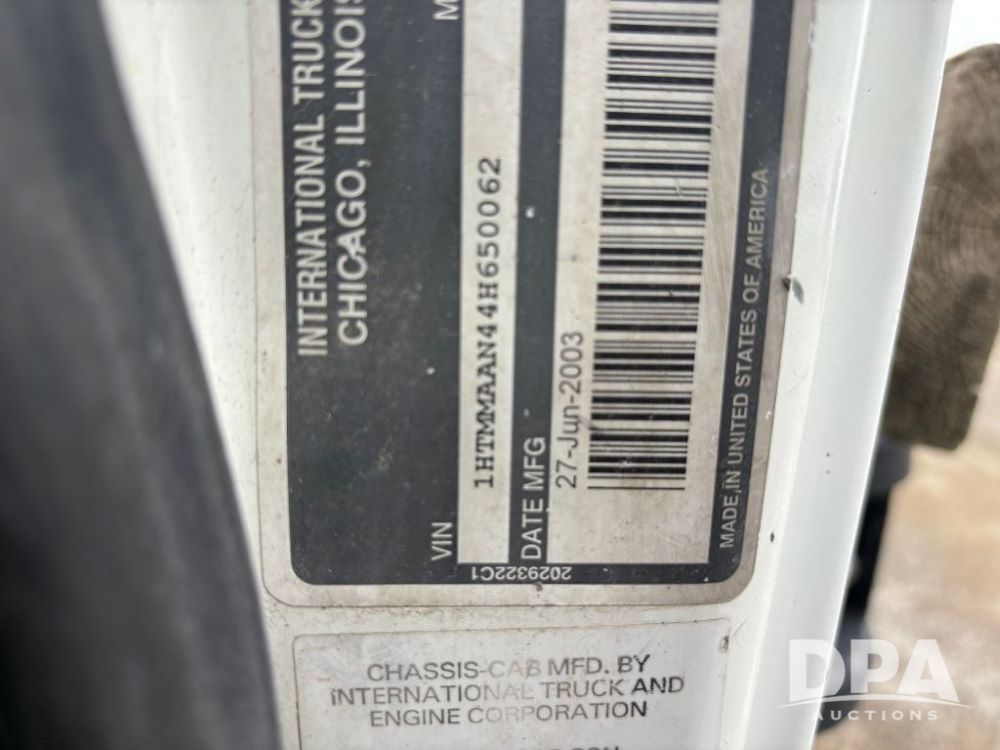 INTERNATIONAL TRUCK
CHICAGO, ILLINOIS
VIN
1HTMMAAN44H650062
DATE MFG
27-Jun-2003
MADE IN UNITED STATES OF AMERICA
2029322C1
CHASSIS-CAB MFD. BY
INTERNATIONAL TRUCK AND
ENGINE CORPORATION
DPA
AUCTIONS